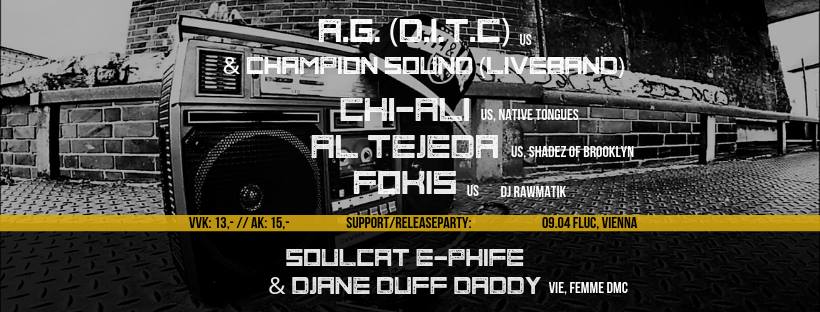 A.G. (D.I.T.C) US
& CHAMPION SOUND (LIVEBAND)
CHI-ALI US, NATIVE TONGUES
AL TEJEDA US, SHADEZ OF BROOKLYN
FOKIS US DJ RAWMATIK
VVK: 13,- // AK: 15,- SUPPORT/RELEASEPARTY: 09.04 FLUC, VIENNA
SOULCAT E-PHIFE
& DJANE DUFF DADDY VIE, FEMME DMC